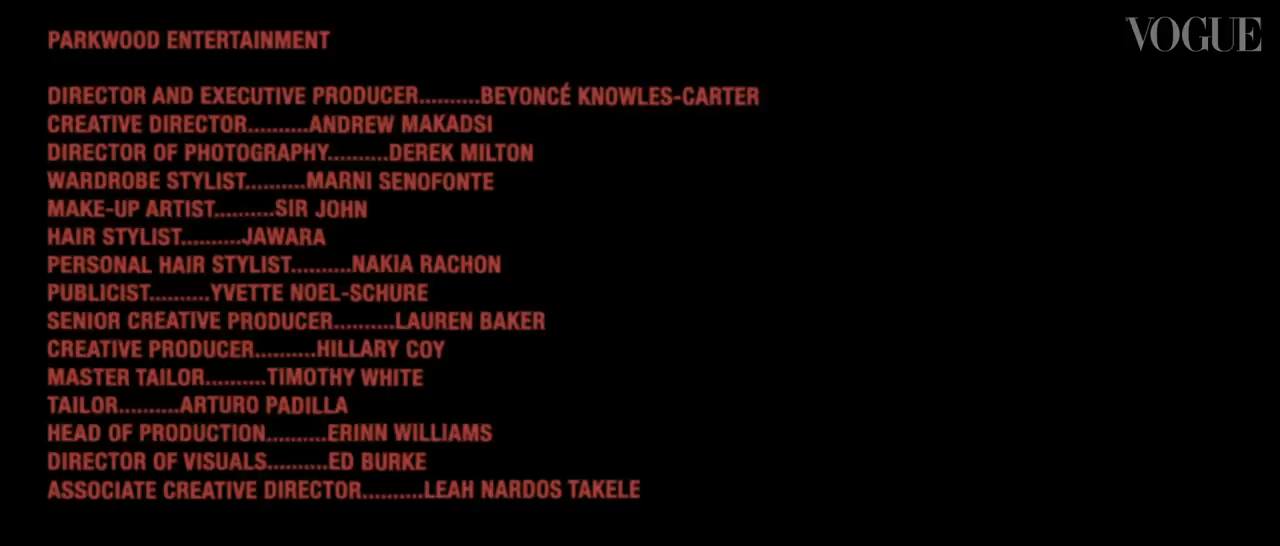 PARKWOOD ENTERTAINMENT
VOGUE
DIRECTOR AND EXECUTIVE PRODUCER..........BEYONCÉ KNOWLES-CARTER
CREATIVE DIRECTOR..........ANDREW MAKADSI
DIRECTOR OF PHOTOGRAPHY..........DEREK MILTON
WARDROBE STYLIST..........MARNI SENOFONTE
MAKE-UP ARTIST..........SIR JOHN
HAIR STYLIST..........JAWARA
PERSONAL HAIR STYLIST..........NAKIA RACHON
PUBLICIST..........YVETTE NOEL-SCHURE
SENIOR CREATIVE PRODUCER..........LAUREN BAKER
CREATIVE PRODUCER..........HILLARY COY
MASTER TAILOR..........TIMOTHY WHITE
TAILOR..........ARTURO PADILLA
HEAD OF PRODUCTION..........ERINN WILLIAMS
DIRECTOR OF VISUALS..........ED BURKE
ASSOCIATE CREATIVE DIRECTOR..........LEAH NARDOS TAKELE